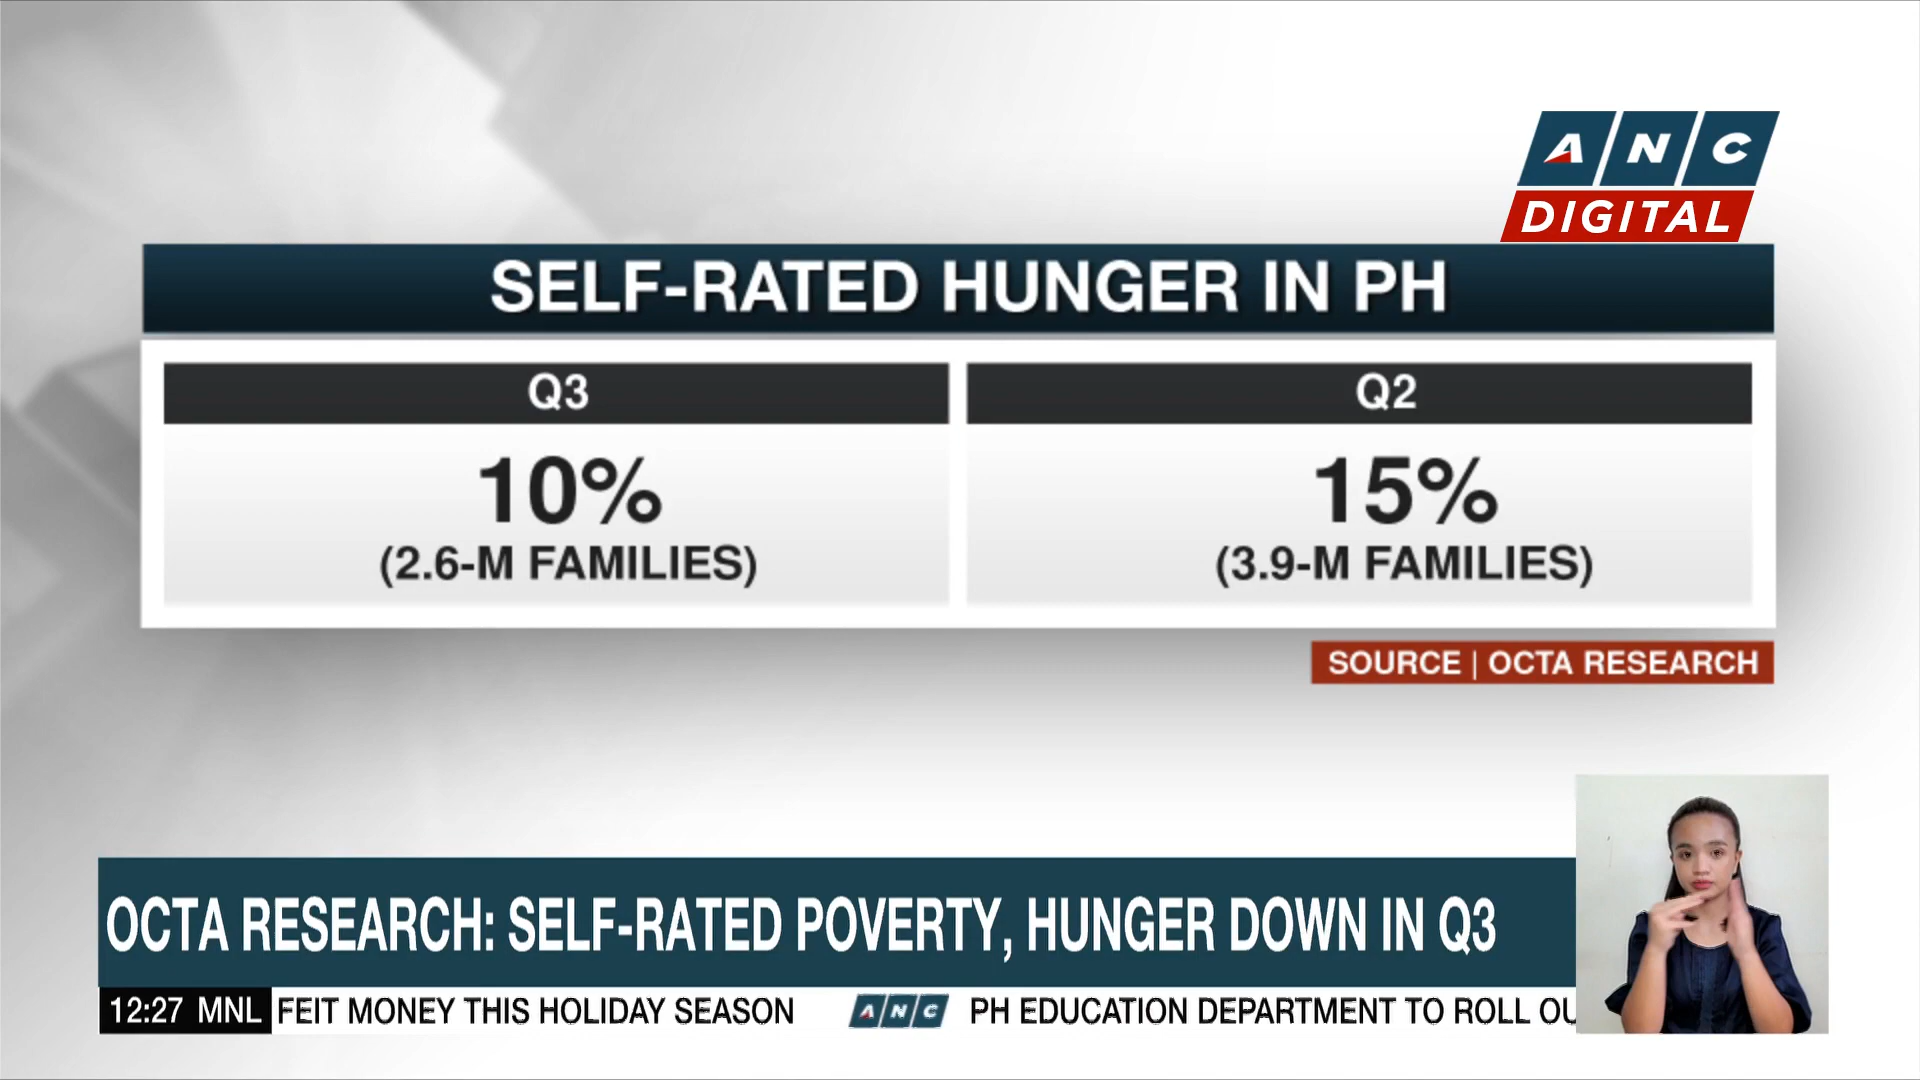 ANC
DIGITAL
SELF-RATED HUNGER IN PH
Q3
Q2
10%
(2.6-M FAMILIES)
15%
(3.9-M FAMILIES)
SOURCE | OCTA RESEARCH
OCTA RESEARCH: SELF-RATED POVERTY, HUNGER DOWN IN Q3
12:27 MNL FEIT MONEY THIS HOLIDAY SEASON ANC PH EDUCATION DEPARTMENT TO ROLL OU